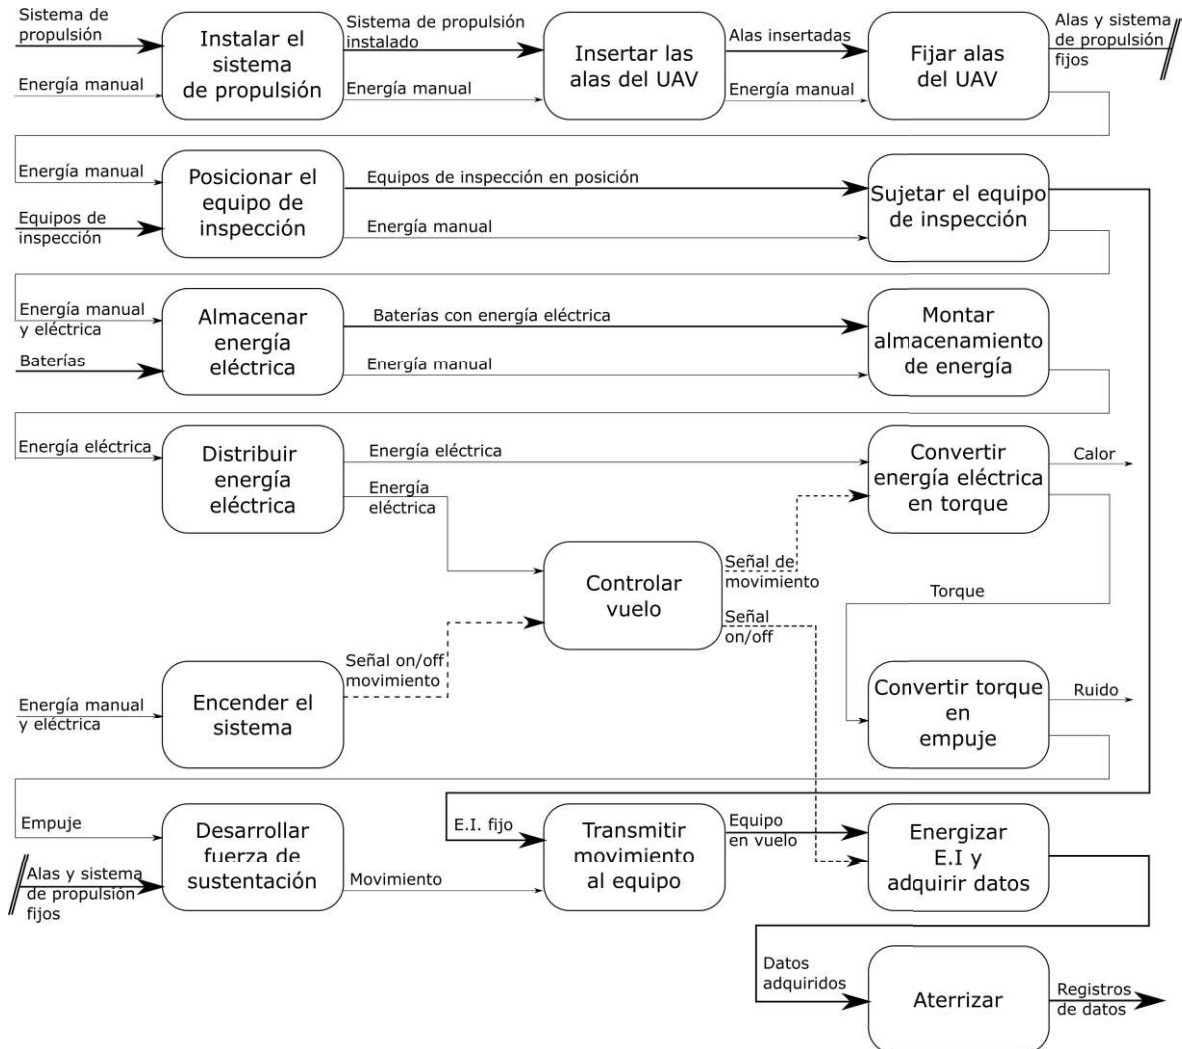 Sistema de
propulsión
Energía manual
Instalar el
sistema
de propulsión
Sistema de propulsión
instalado
Energía manual
Insertar las
alas del UAV
Alas insertadas
Energía manual
Fijar alas
del UAV
Alas y sistema
de propulsión
fijos
Energía manual
Equipos de
inspección
Posicionar el
equipo de
inspección
Equipos de inspección en posición
Energía manual
Sujetar el equipo
de inspección
Energía manual
y eléctrica
Baterías
Almacenar
energía
eléctrica
Baterías con energía eléctrica
Energía manual
Montar
almacenamiento
de energía
Energía eléctrica
Distribuir
energía
eléctrica
Energía eléctrica
Energía
eléctrica
Convertir
energía eléctrica
en torque
Calor
Controlar
vuelo
Señal de
movimiento
Señal
on/off
Torque
Energía manual
y eléctrica
Encender el
sistema
Señal on/off
movimiento
Convertir torque
en
empuje
Ruido
Empuje
Alas y sistema
de propulsión
fijos
Desarrollar
fuerza de
sustentación
Movimiento
E.I. fijo
Transmitir
movimiento
al equipo
Equipo
en vuelo
Energizar
E.I y
adquirir datos
Datos
adquiridos
Aterrizar
Registros
de datos